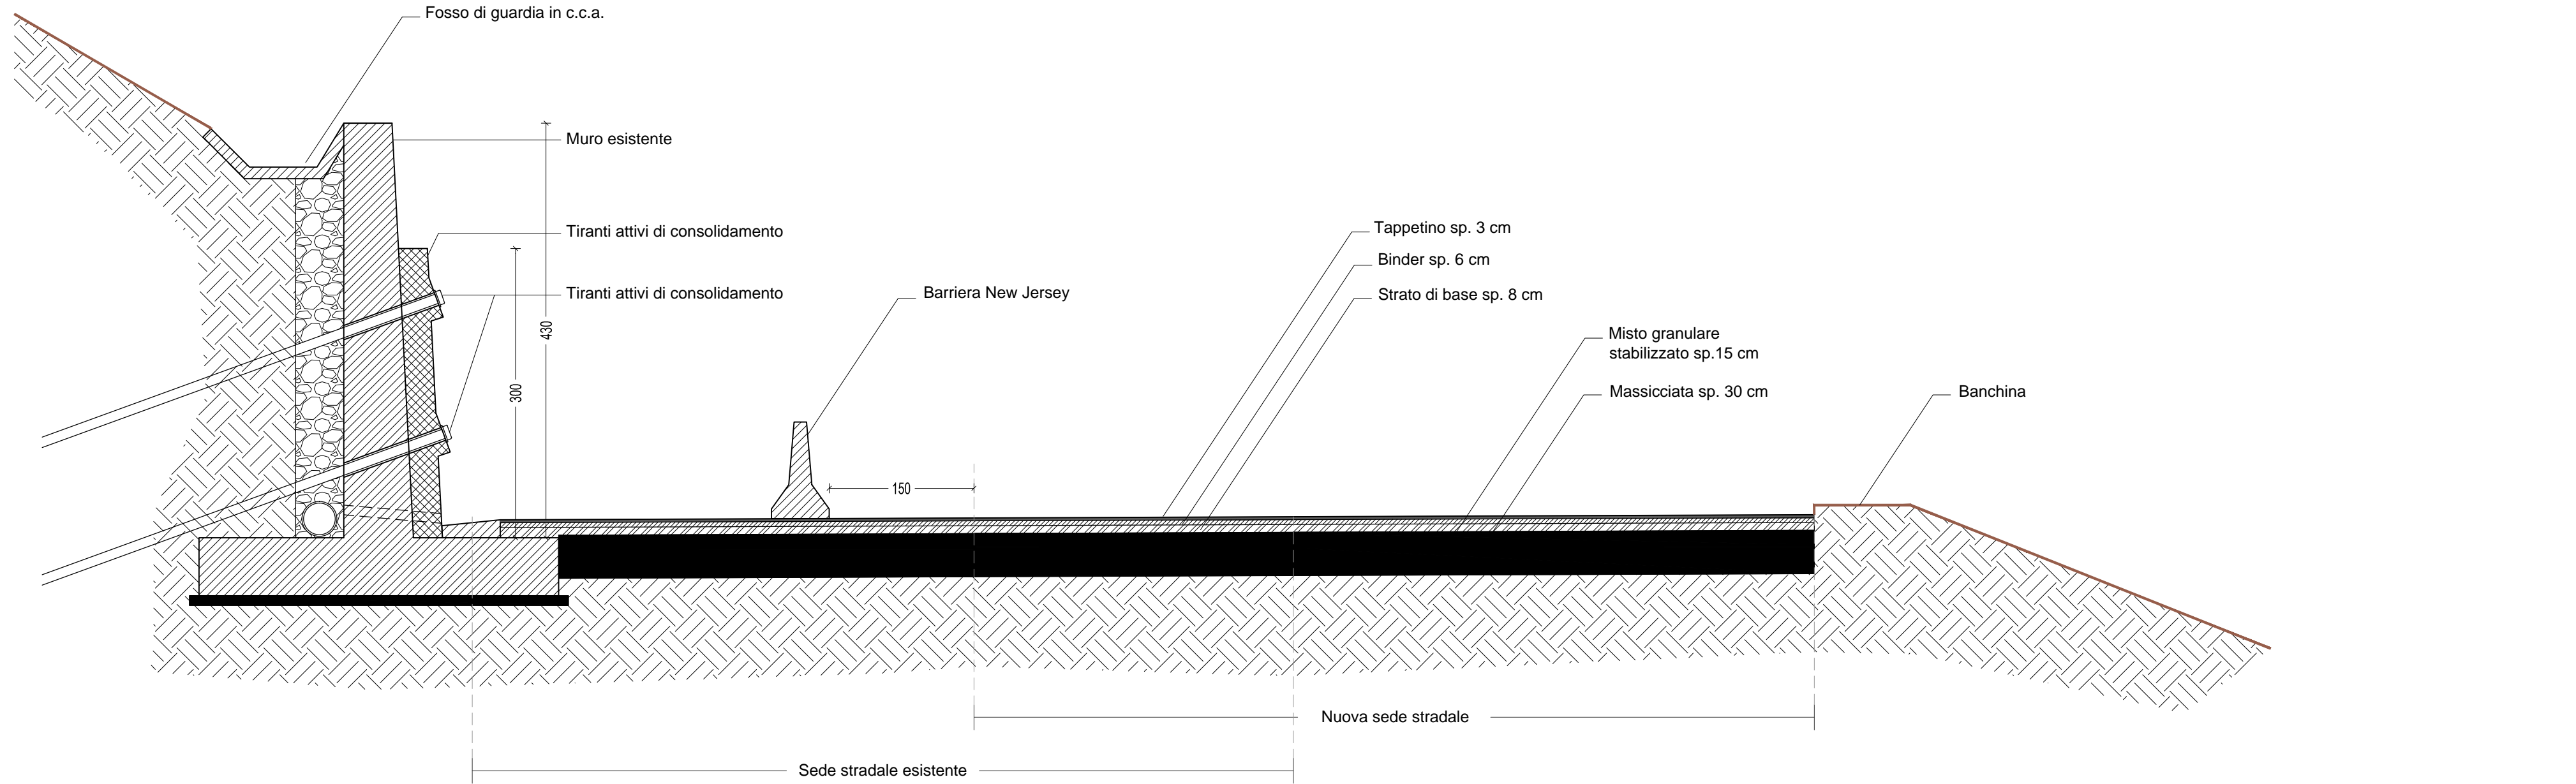 Fosso di guardia in c.c.a.
Muro esistente
Tiranti attivi di consolidamento
Tiranti attivi di consolidamento
430
300
Barriera New Jersey
150
Tappetino sp. 3 cm
Binder sp. 6 cm
Strato di base sp. 8 cm
Misto granulare
stabilizzato sp.15 cm
Massicciata sp. 30 cm
Banchina
Nuova sede stradale
Sede stradale esistente